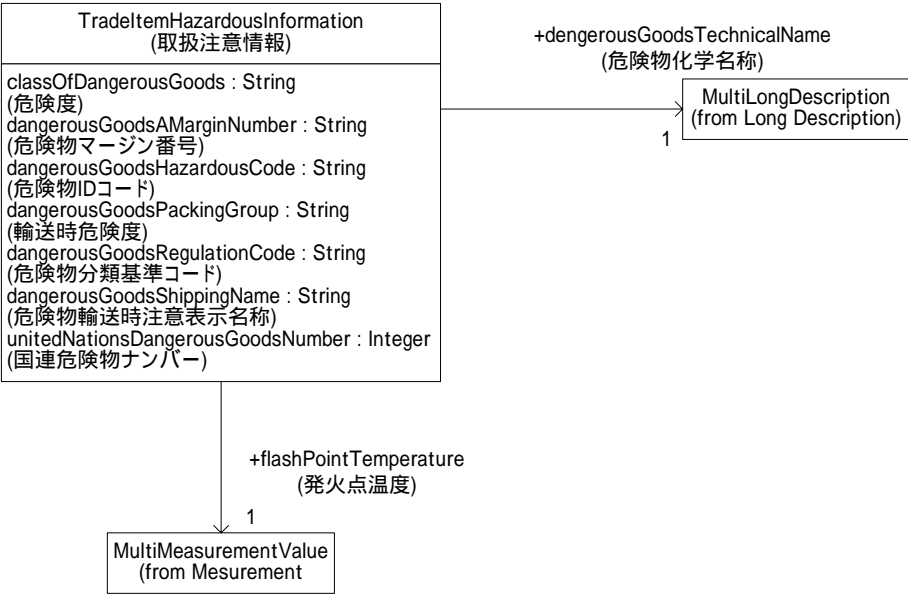 TradeItemHazardousInformation
(取扱注意情報)
classOfDangerousGoods : String
(危険度)
dangerousGoodsAMarginNumber : String
(危険物マージン番号)
dangerousGoodsHazardousCode : String
(危険物IDコード)
dangerousGoodsPackingGroup : String
(輸送時危険度)
dangerousGoodsRegulationCode : String
(危険物分類基準コード)
dangerousGoodsShippingName : String
(危険物輸送時注意表示名称)
unitedNationsDangerousGoodsNumber : Integer
(国連危険物ナンバー)
+dengerousGoodsTechnicalName
(危険物化学名称)
MultiLongDescription
(from Long Description)
1
+flashPointTemperature
(発火点温度)
1
MultiMeasurementValue
(from Mesurement